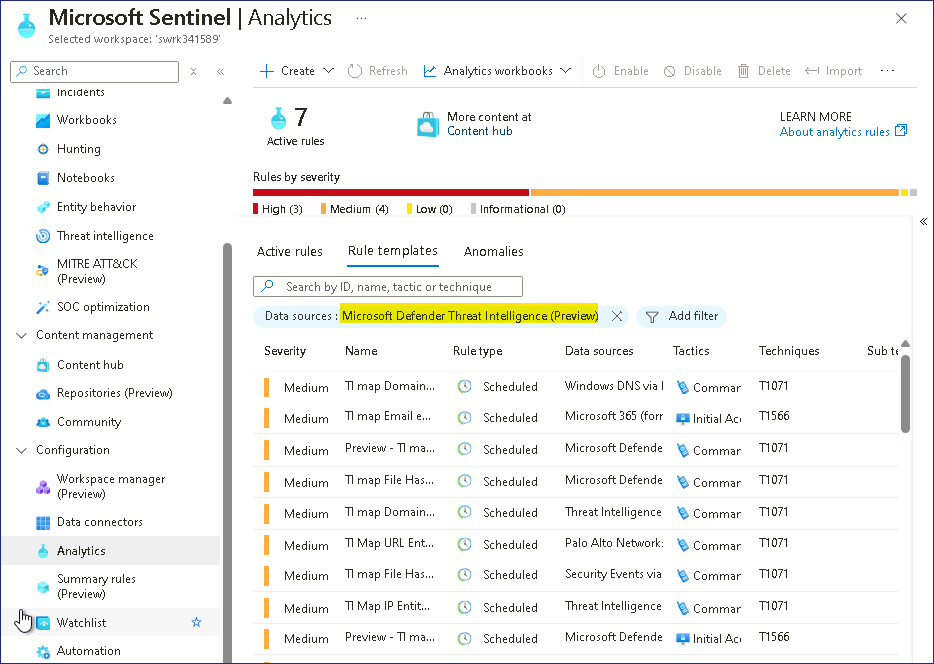 Microsoft Sentinel | Analytics ...
Selected workspace: 'swrk341589'
Search
Create
Refresh
Analytics workbooks
Enable
Disable
Delete
Import
...
Incidents
Workbooks
Hunting
Notebooks
Entity behavior
Threat intelligence
MITRE ATT&CK
(Preview)
SOC optimization
Content management
Content hub
Repositories (Preview)
Community
Configuration
Workspace manager
(Preview)
Data connectors
Analytics
Summary rules
(Preview)
Watchlist
Automation
7
Active rules
More content at
Content hub
LEARN MORE
About analytics rules
Rules by severity
High (3) Medium (4) Low (0) Informational (0)
Active rules Rule templates Anomalies
Search by ID, name, tactic or technique
Data sources : Microsoft Defender Threat Intelligence (Preview)
Add filter
Severity Name Rule type Data sources Tactics Techniques Sub te
Medium TI map Domain... Scheduled Windows DNS via l Commar T1071
Medium TI map Email e... Scheduled Microsoft 365 (forr Initial Acc T1566
Medium Preview - TI ma... Scheduled Microsoft Defende Commar T1071
Medium TI map File Has... Scheduled Microsoft Defende Commar T1071
Medium TI map Domain... Scheduled Threat Intelligence Commar T1071
Medium TI Map URL Ent... Scheduled Palo Alto Network: Commar T1071
Medium TI map File Has... Scheduled Security Events via Commar T1071
Medium TI Map IP Entit... Scheduled Threat Intelligence Commar T1071
Medium Preview - TI ma... Scheduled Microsoft Defende Initial Acc T1566